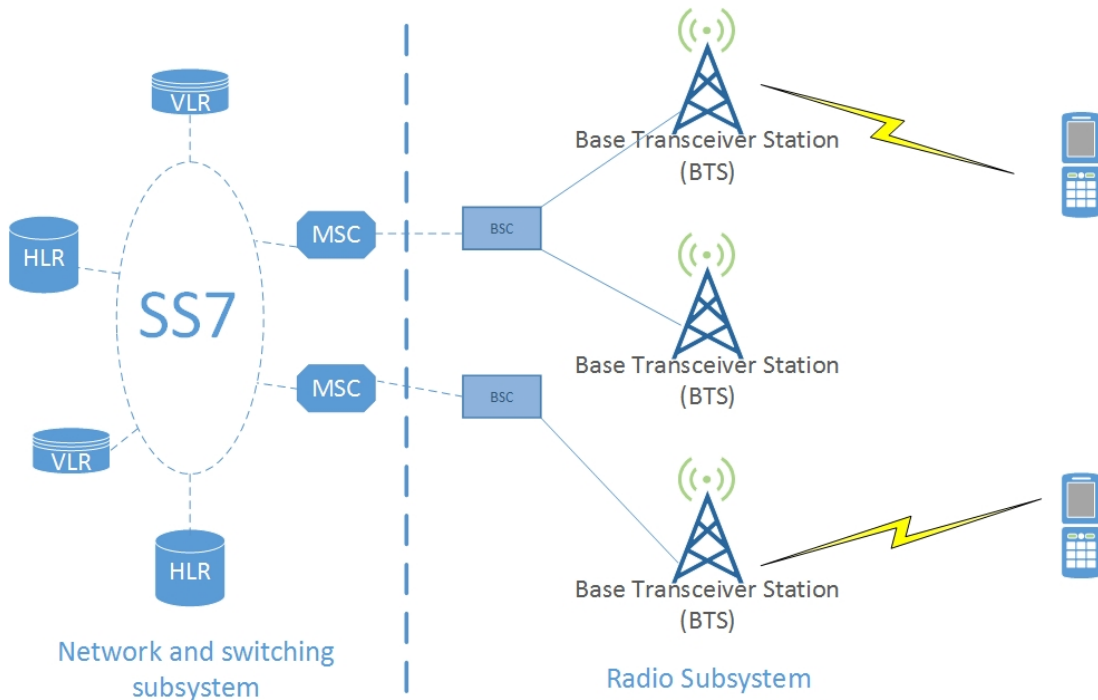 VLR
HLR
SS7
VLR
HLR
MSC
MSC
Network and switching
subsystem
BSC
BSC
Base Transceiver Station
(BTS)
Base Transceiver Station
(BTS)
Base Transceiver Station
(BTS)
Radio Subsystem